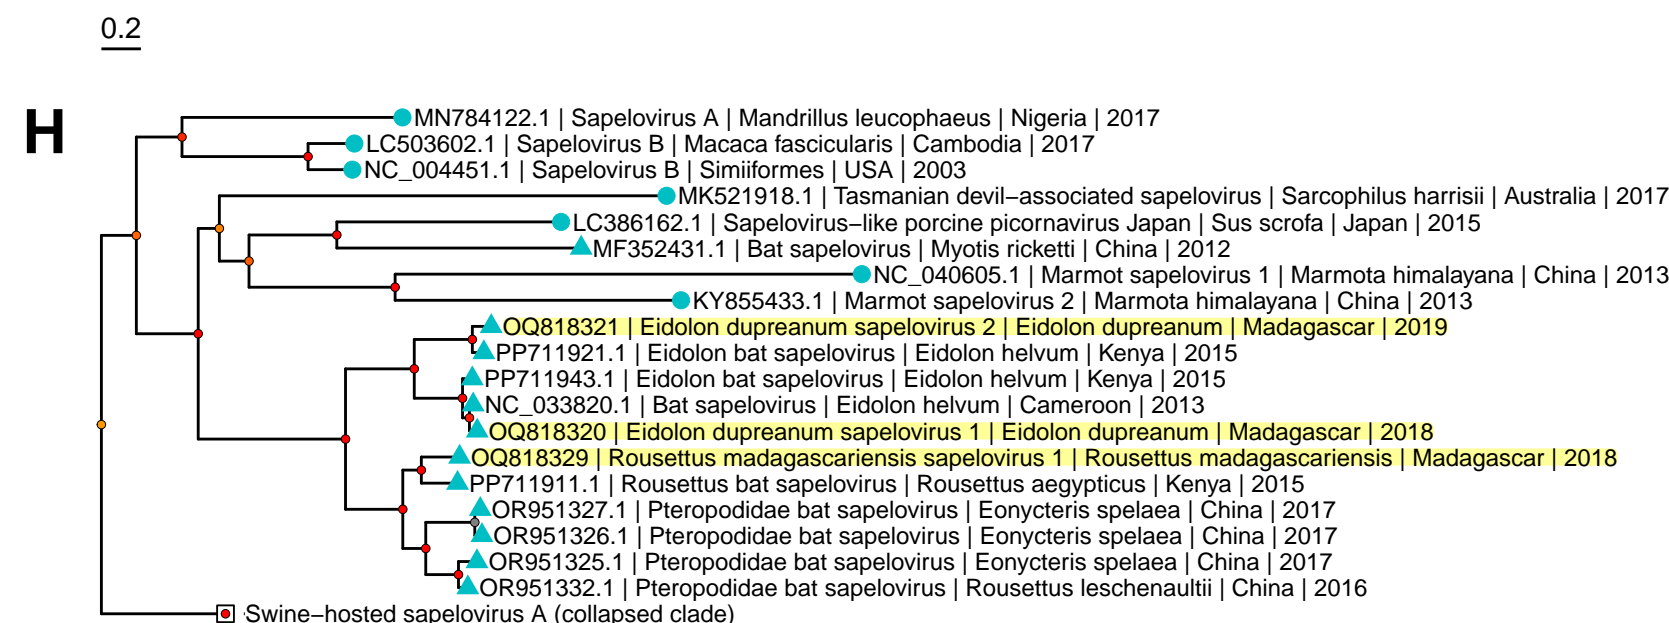 0.2
H
MN784122.1 | Sapelovirus A | Mandrillus leucophaeus | Nigeria | 2017
LC503602.1 | Sapelovirus B | Macaca fascicularis | Cambodia | 2017
NC_004451.1 | Sapelovirus B | Simiiformes | USA | 2003
MK521918.1 | Tasmanian devil−associated sapelovirus | Sarcophilus harrisii | Australia | 2017
LC386162.1 | Sapelovirus−like porcine picornavirus Japan | Sus scrofa | Japan | 2015
MF352431.1 | Bat sapelovirus | Myotis ricketti | China | 2012
NC_040605.1 | Marmot sapelovirus 1 | Marmota himalayana | China | 2013
KY855433.1 | Marmot sapelovirus 2 | Marmota himalayana | China | 2013
OQ818321 | Eidolon dupreanum sapelovirus 2 | Eidolon dupreanum | Madagascar | 2019
PP711921.1 | Eidolon bat sapelovirus | Eidolon helvum | Kenya | 2015
PP711943.1 | Eidolon bat sapelovirus | Eidolon helvum | Kenya | 2015
NC_033820.1 | Bat sapelovirus | Eidolon helvum | Cameroon | 2013
OQ818320 | Eidolon dupreanum sapelovirus 1 | Eidolon dupreanum | Madagascar | 2018
OQ818329 | Rousettus madagascariensis sapelovirus 1 | Rousettus madagascariensis | Madagascar | 2018
PP711911.1 | Rousettus bat sapelovirus | Rousettus aegypticus | Kenya | 2015
OR951327.1 | Pteropodidae bat sapelovirus | Eonycteris spelaea | China | 2017
OR951326.1 | Pteropodidae bat sapelovirus | Eonycteris spelaea | China | 2017
OR951325.1 | Pteropodidae bat sapelovirus | Eonycteris spelaea | China | 2017
OR951332.1 | Pteropodidae bat sapelovirus | Rousettus leschenaultii | China | 2016
Swine−hosted sapelovirus A (collapsed clade)